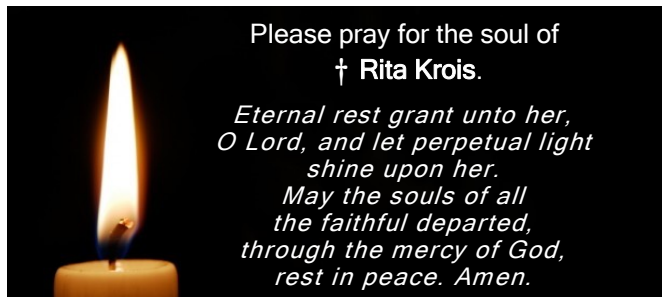 Please pray for the soul of
† Rita Krois.
Eternal rest grant unto her,
O Lord, and let perpetual light
shine upon her.
May the souls of all
the faithful departed,
through the mercy of God,
rest in peace. Amen.